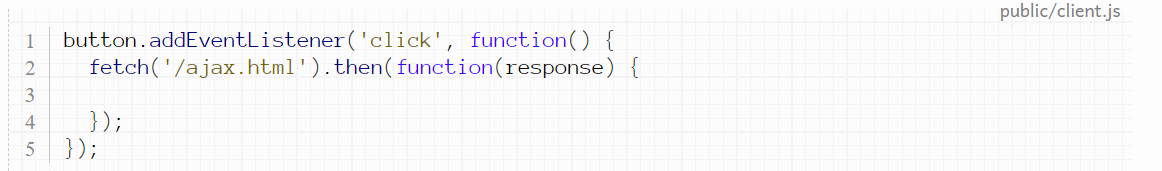 public/client.js
1 button.addEventListener('click', function() {
2   fetch('/ajax.html').then(function(response) {
3
4   });
5 });